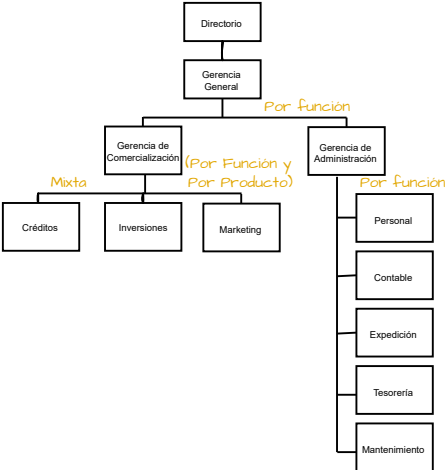 Directorio
Gerencia
General
Por función
Gerencia de
Comercialización
Gerencia de
Administración
(Por Función y
Por Producto)
Mixta
Por función
Créditos
Inversiones
Marketing
Personal
Contable
Expedición
Tesorería
Mantenimiento